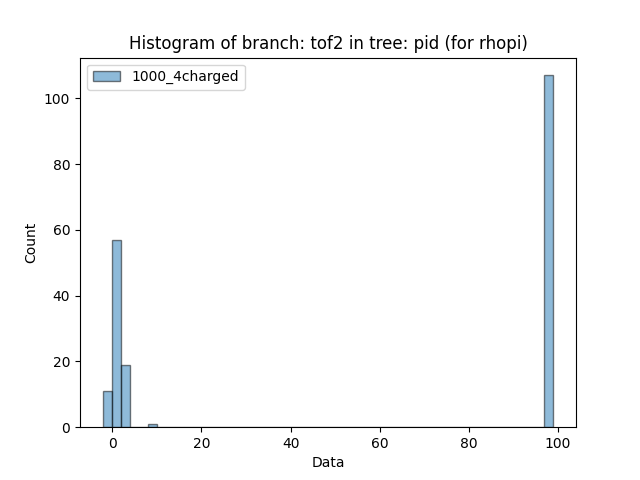 Histogram of branch: tof2 in tree: pid (for rhopi)
1000_4charged
Count
100
80
60
40
20
0
0 20 40 60 80 100
Data